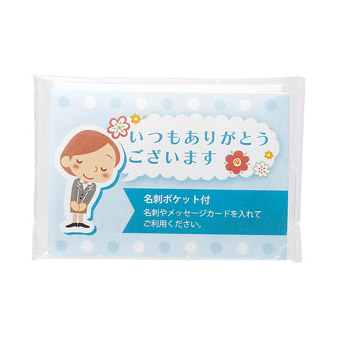 いつもありがとう
ございます
名刺ポケット付
名刺やメッセージカードを入れて
ご利用ください。